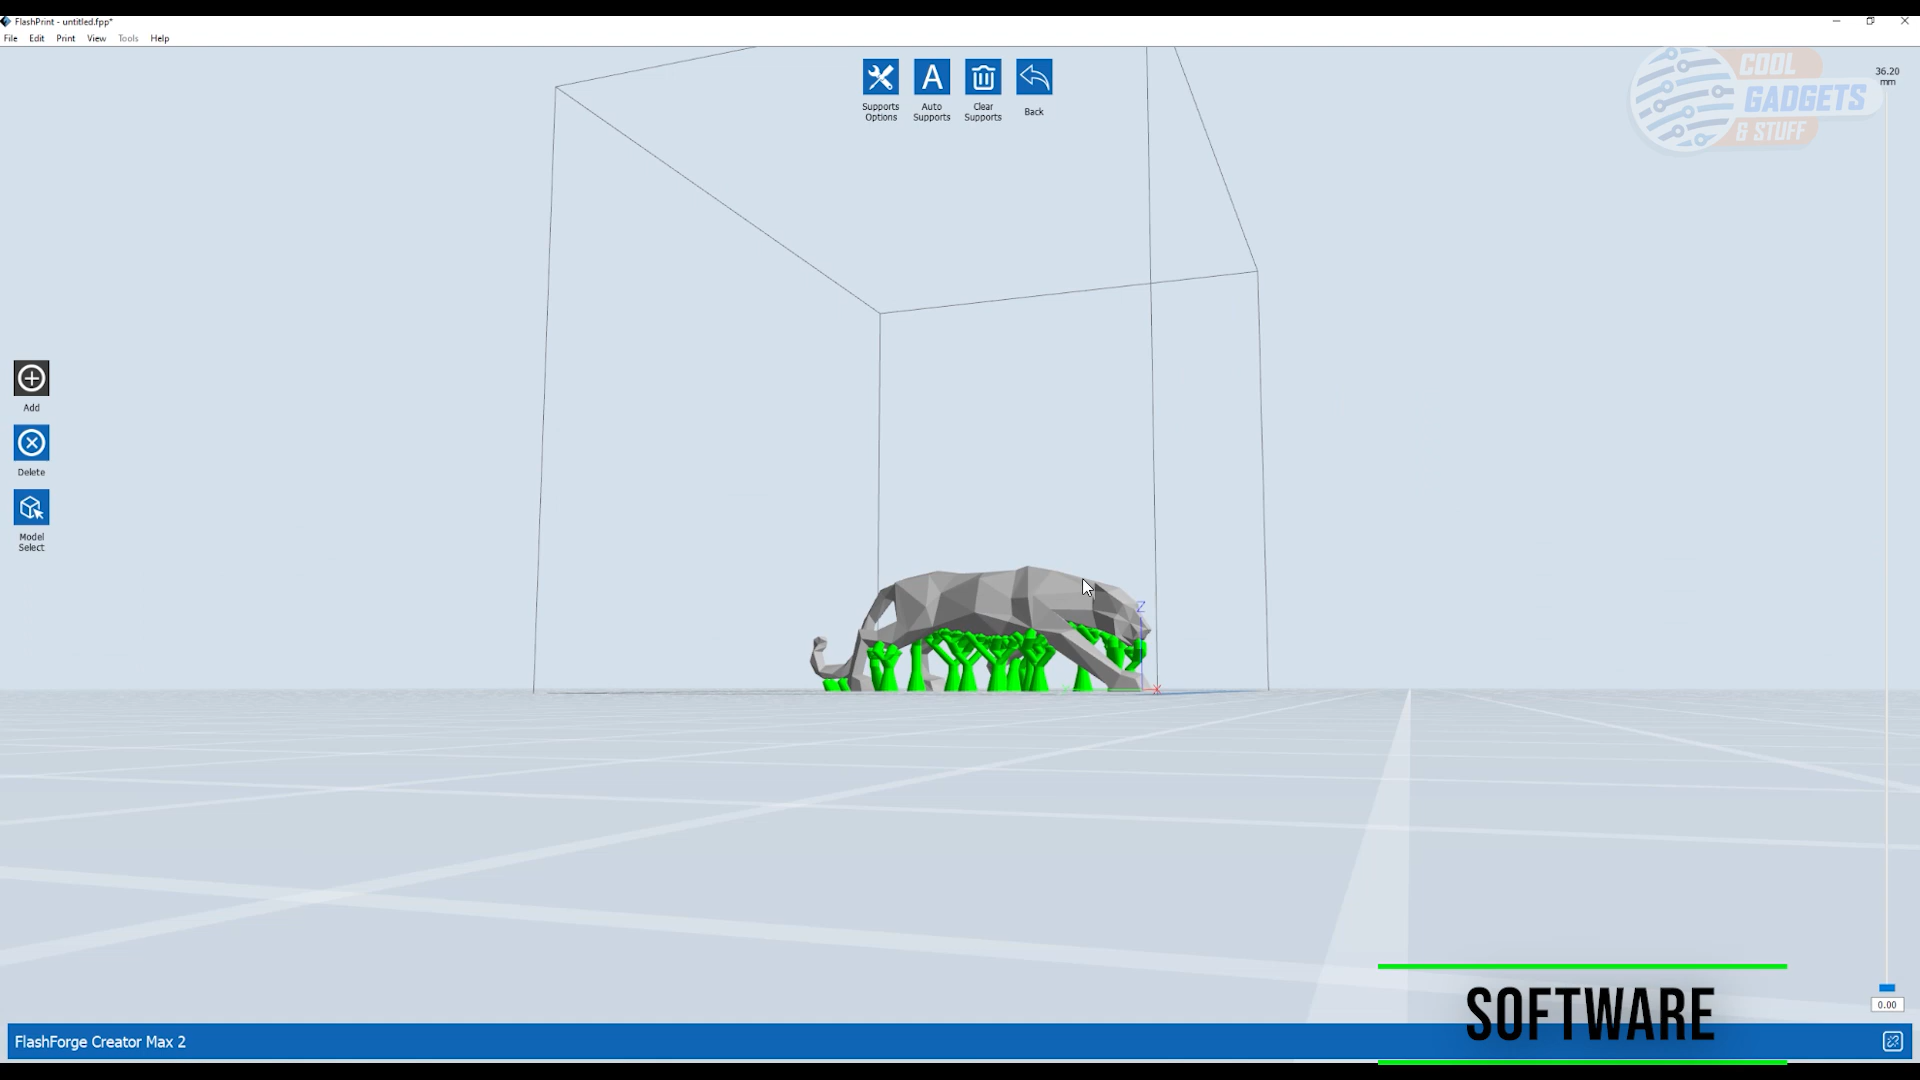 FlashPrint - untitled.fpp*
File Edit Print View Tools Help
Supports
Options
Auto
Supports
Clear
Supports
Back
COOL
GADGETS
& STUFF
36.20
mm
Add
Delete
Model
Select
Z
X
0.00
SOFTWARE
FlashForge Creator Max 2